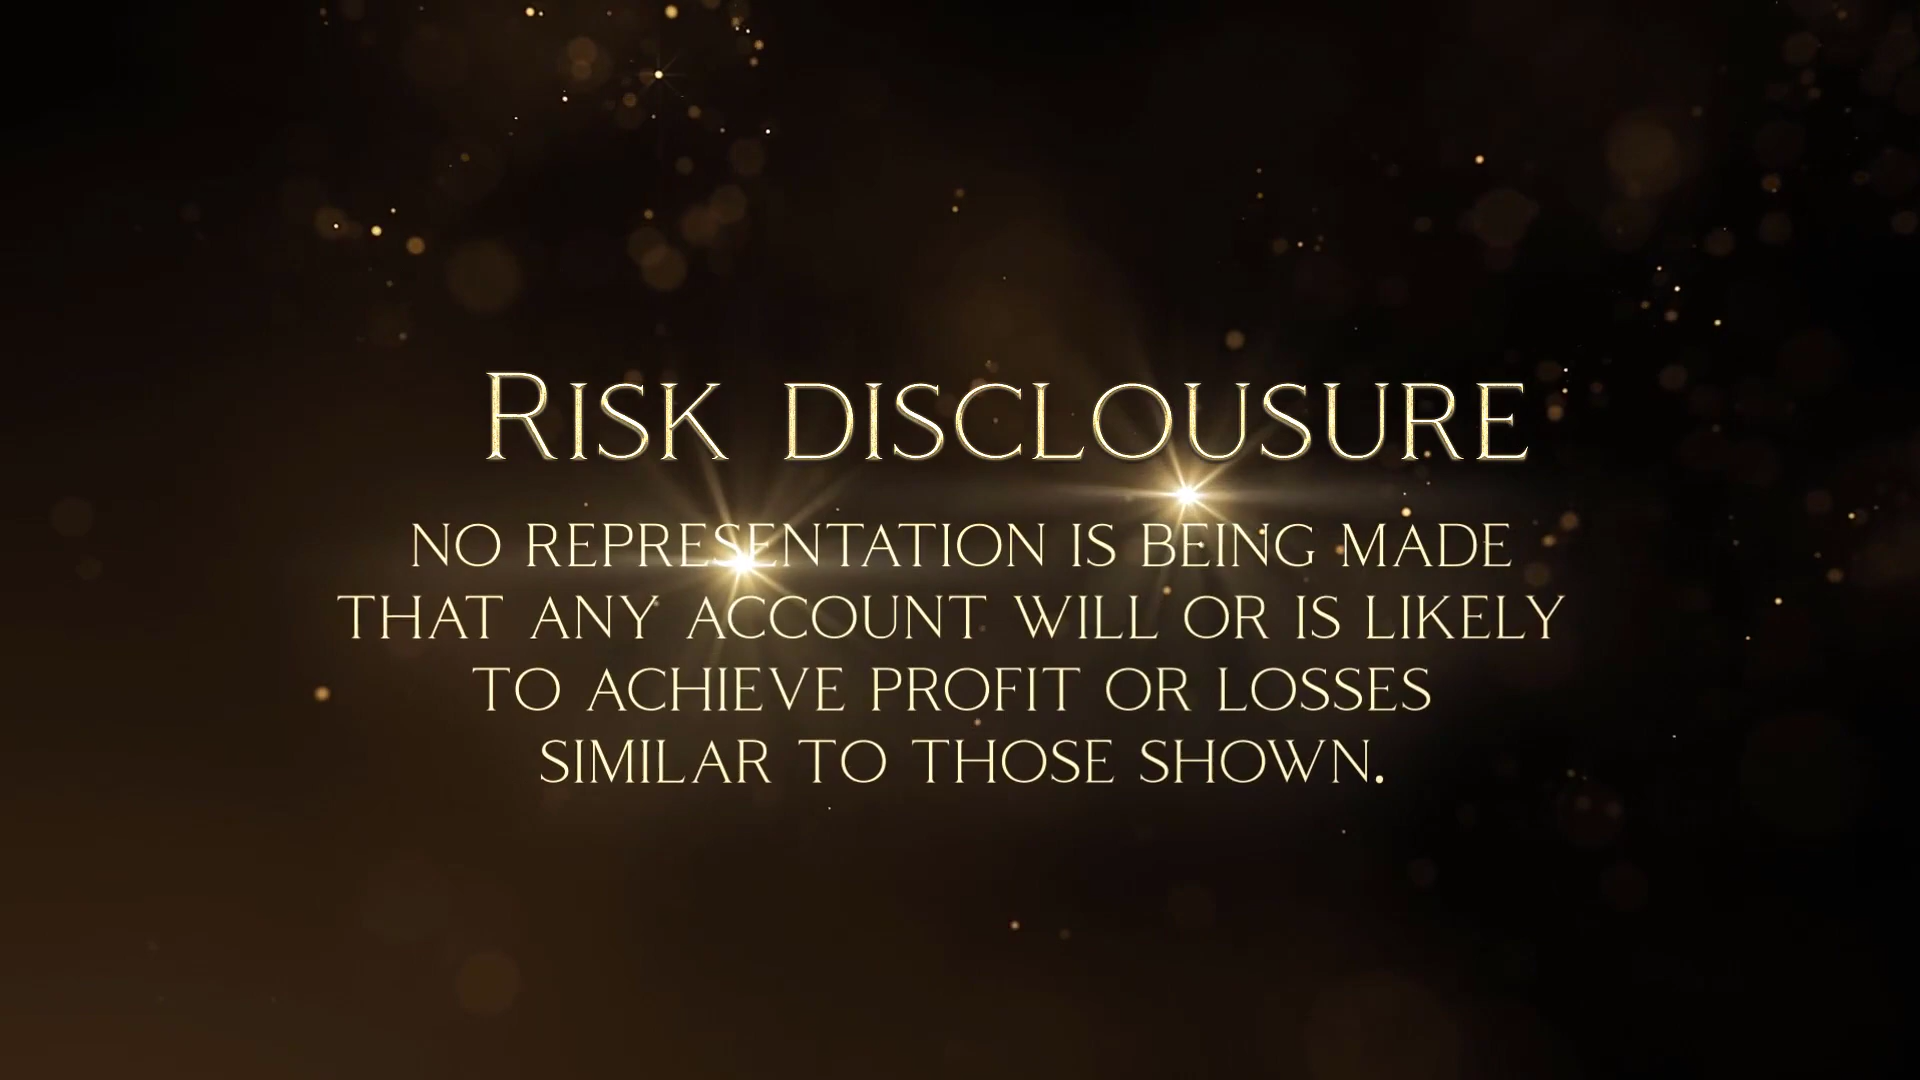 Risk disclousure
NO REPRESENTATION IS BEING MADE
THAT ANY ACCOUNT WILL OR IS LIKELY
TO ACHIEVE PROFIT OR LOSSES
SIMILAR TO THOSE SHOWN.